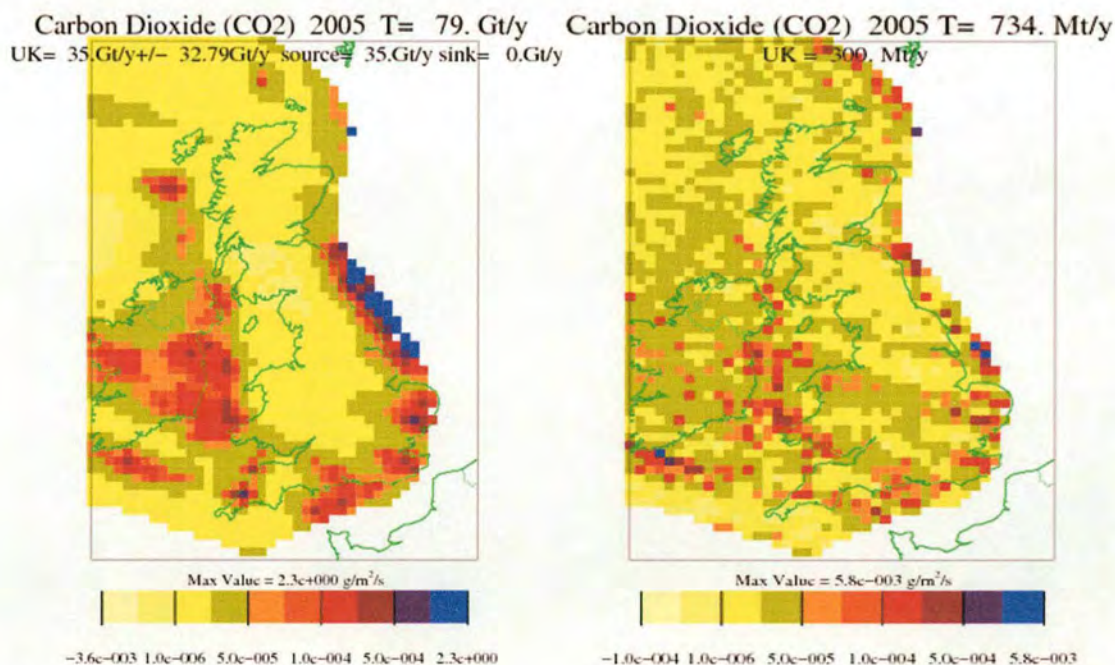 Carbon Dioxide (CO2) 2005 T= 79. Gt/y
UK= 35.Gt/y+/- 32.79Gt/y source= 35.Gt/y sink= 0.Gt/y
Max Value = 2.3e+000 g/m²/s
-3.6e-003 1.0e-006 5.0e-005 1.0e-004 5.0e-004 2.3e+000
Carbon Dioxide (CO2) 2005 T= 734. Mt/y
UK = 300. Mt/y
Max Value = 5.8e-003 g/m²/s
-1.0e-004 1.0e-006 5.0e-005 1.0e-004 5.0e-004 5.8e-003